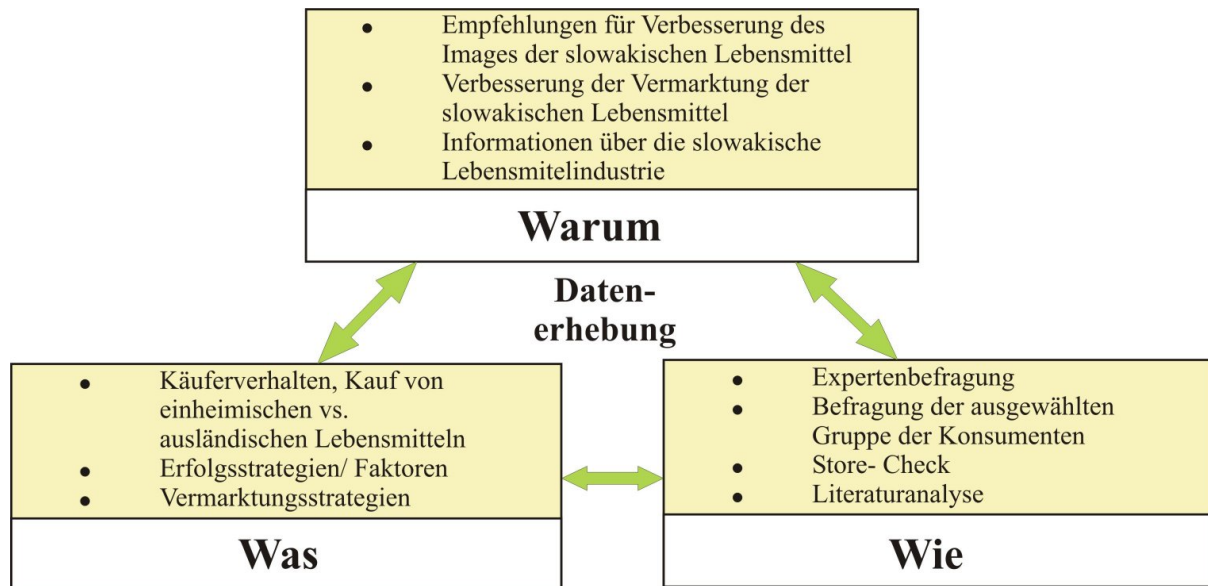 ● Empfehlungen für Verbesserung des
Images der slowakischen Lebensmittel
● Verbesserung der Vermarktung der
slowakischen Lebensmittel
● Informationen über die slowakische
Lebensmitelindustrie
Warum
Daten-
erhebung
● Käuferverhalten, Kauf von
einheimischen vs.
ausländischen Lebensmitteln
● Erfolgsstrategien/ Faktoren
● Vermarktungsstrategien
Was
● Expertenbefragung
● Befragung der ausgewählten
Gruppe der Konsumenten
● Store- Check
● Literaturanalyse
Wie